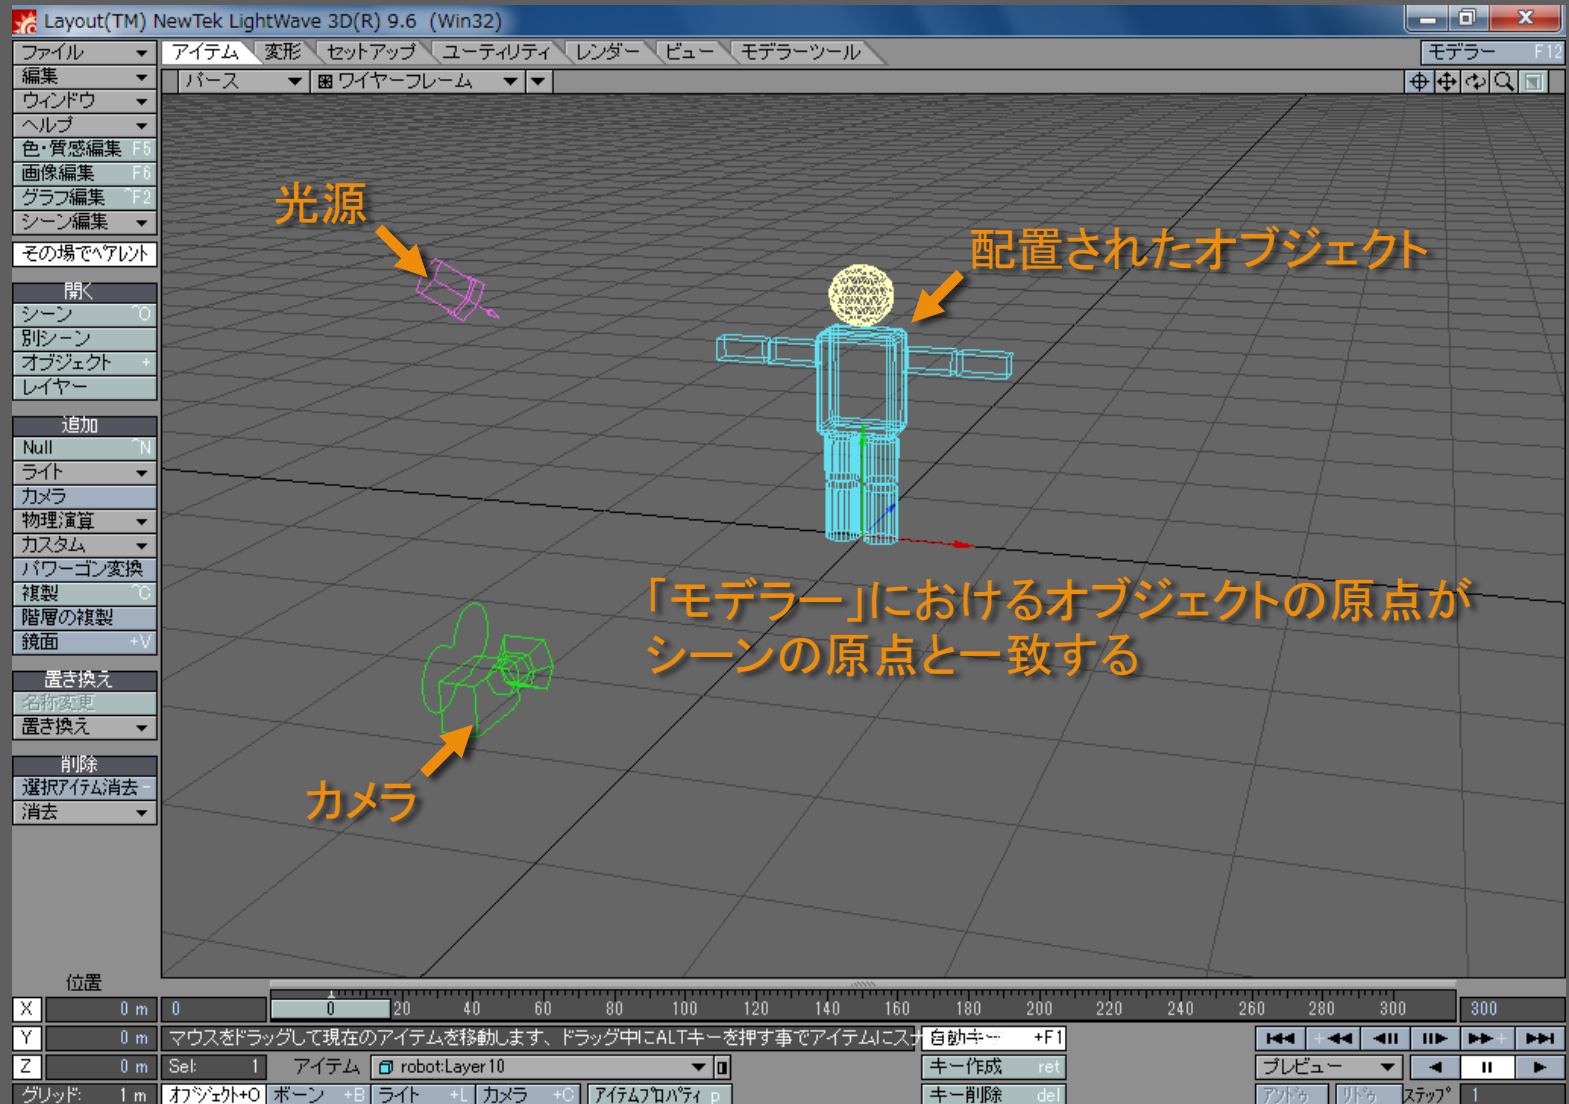 Layout(TM) NewTek LightWave 3D(R) 9.6 (Win32)
ファイル
アイテム 変形 セットアップ ユーティリティ レンダー ビュー モデラーツール
モデラー F12
編集
パース ワイヤーフレーム
ウィンドウ
ヘルプ
色・質感編集 F5
画像編集 F6
グラフ編集 ^F2
シーン編集
その場でペアレント
開く
シーン ^O
別シーン
オブジェクト +
レイヤー
追加
Null ^N
ライト
カメラ
物理演算
カスタム
パワーゴン変換
複製 ^C
階層の複製
鏡面 +V
置き換え
名称変更
置き換え
削除
選択アイテム消去 -
消去
光源
配置されたオブジェクト
「モデラー」におけるオブジェクトの原点が
シーンの原点と一致する
カメラ
位置
X 0 m 0 0 20 40 60 80 100 120 140 160 180 200 220 240 260 280 300 300
Y 0 m マウスをドラッグして現在のアイテムを移動します、ドラッグ中にALTキーを押す事でアイテムにスナ 自動キー +F1
Z 0 m Sel: 1 アイテム robot:Layer10 キー作成 ret プレビュー
グリッド: 1 m オブジェクト+O ボーン +B ライト +L カメラ +C アイテムプロパティ p キー削除 del アンドゥ リドゥ ステップ 1